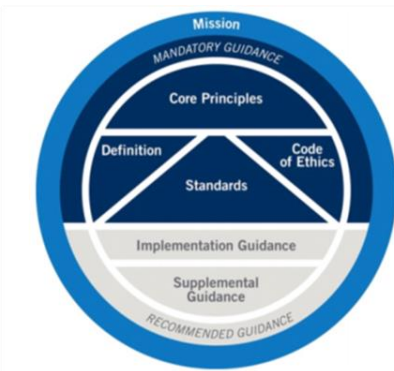 Mission
MANDATORY GUIDANCE
Core Principles
Definition
Code
of Ethics
Standards
Implementation Guidance
Supplemental
Guidance
RECOMMENDED GUIDANCE